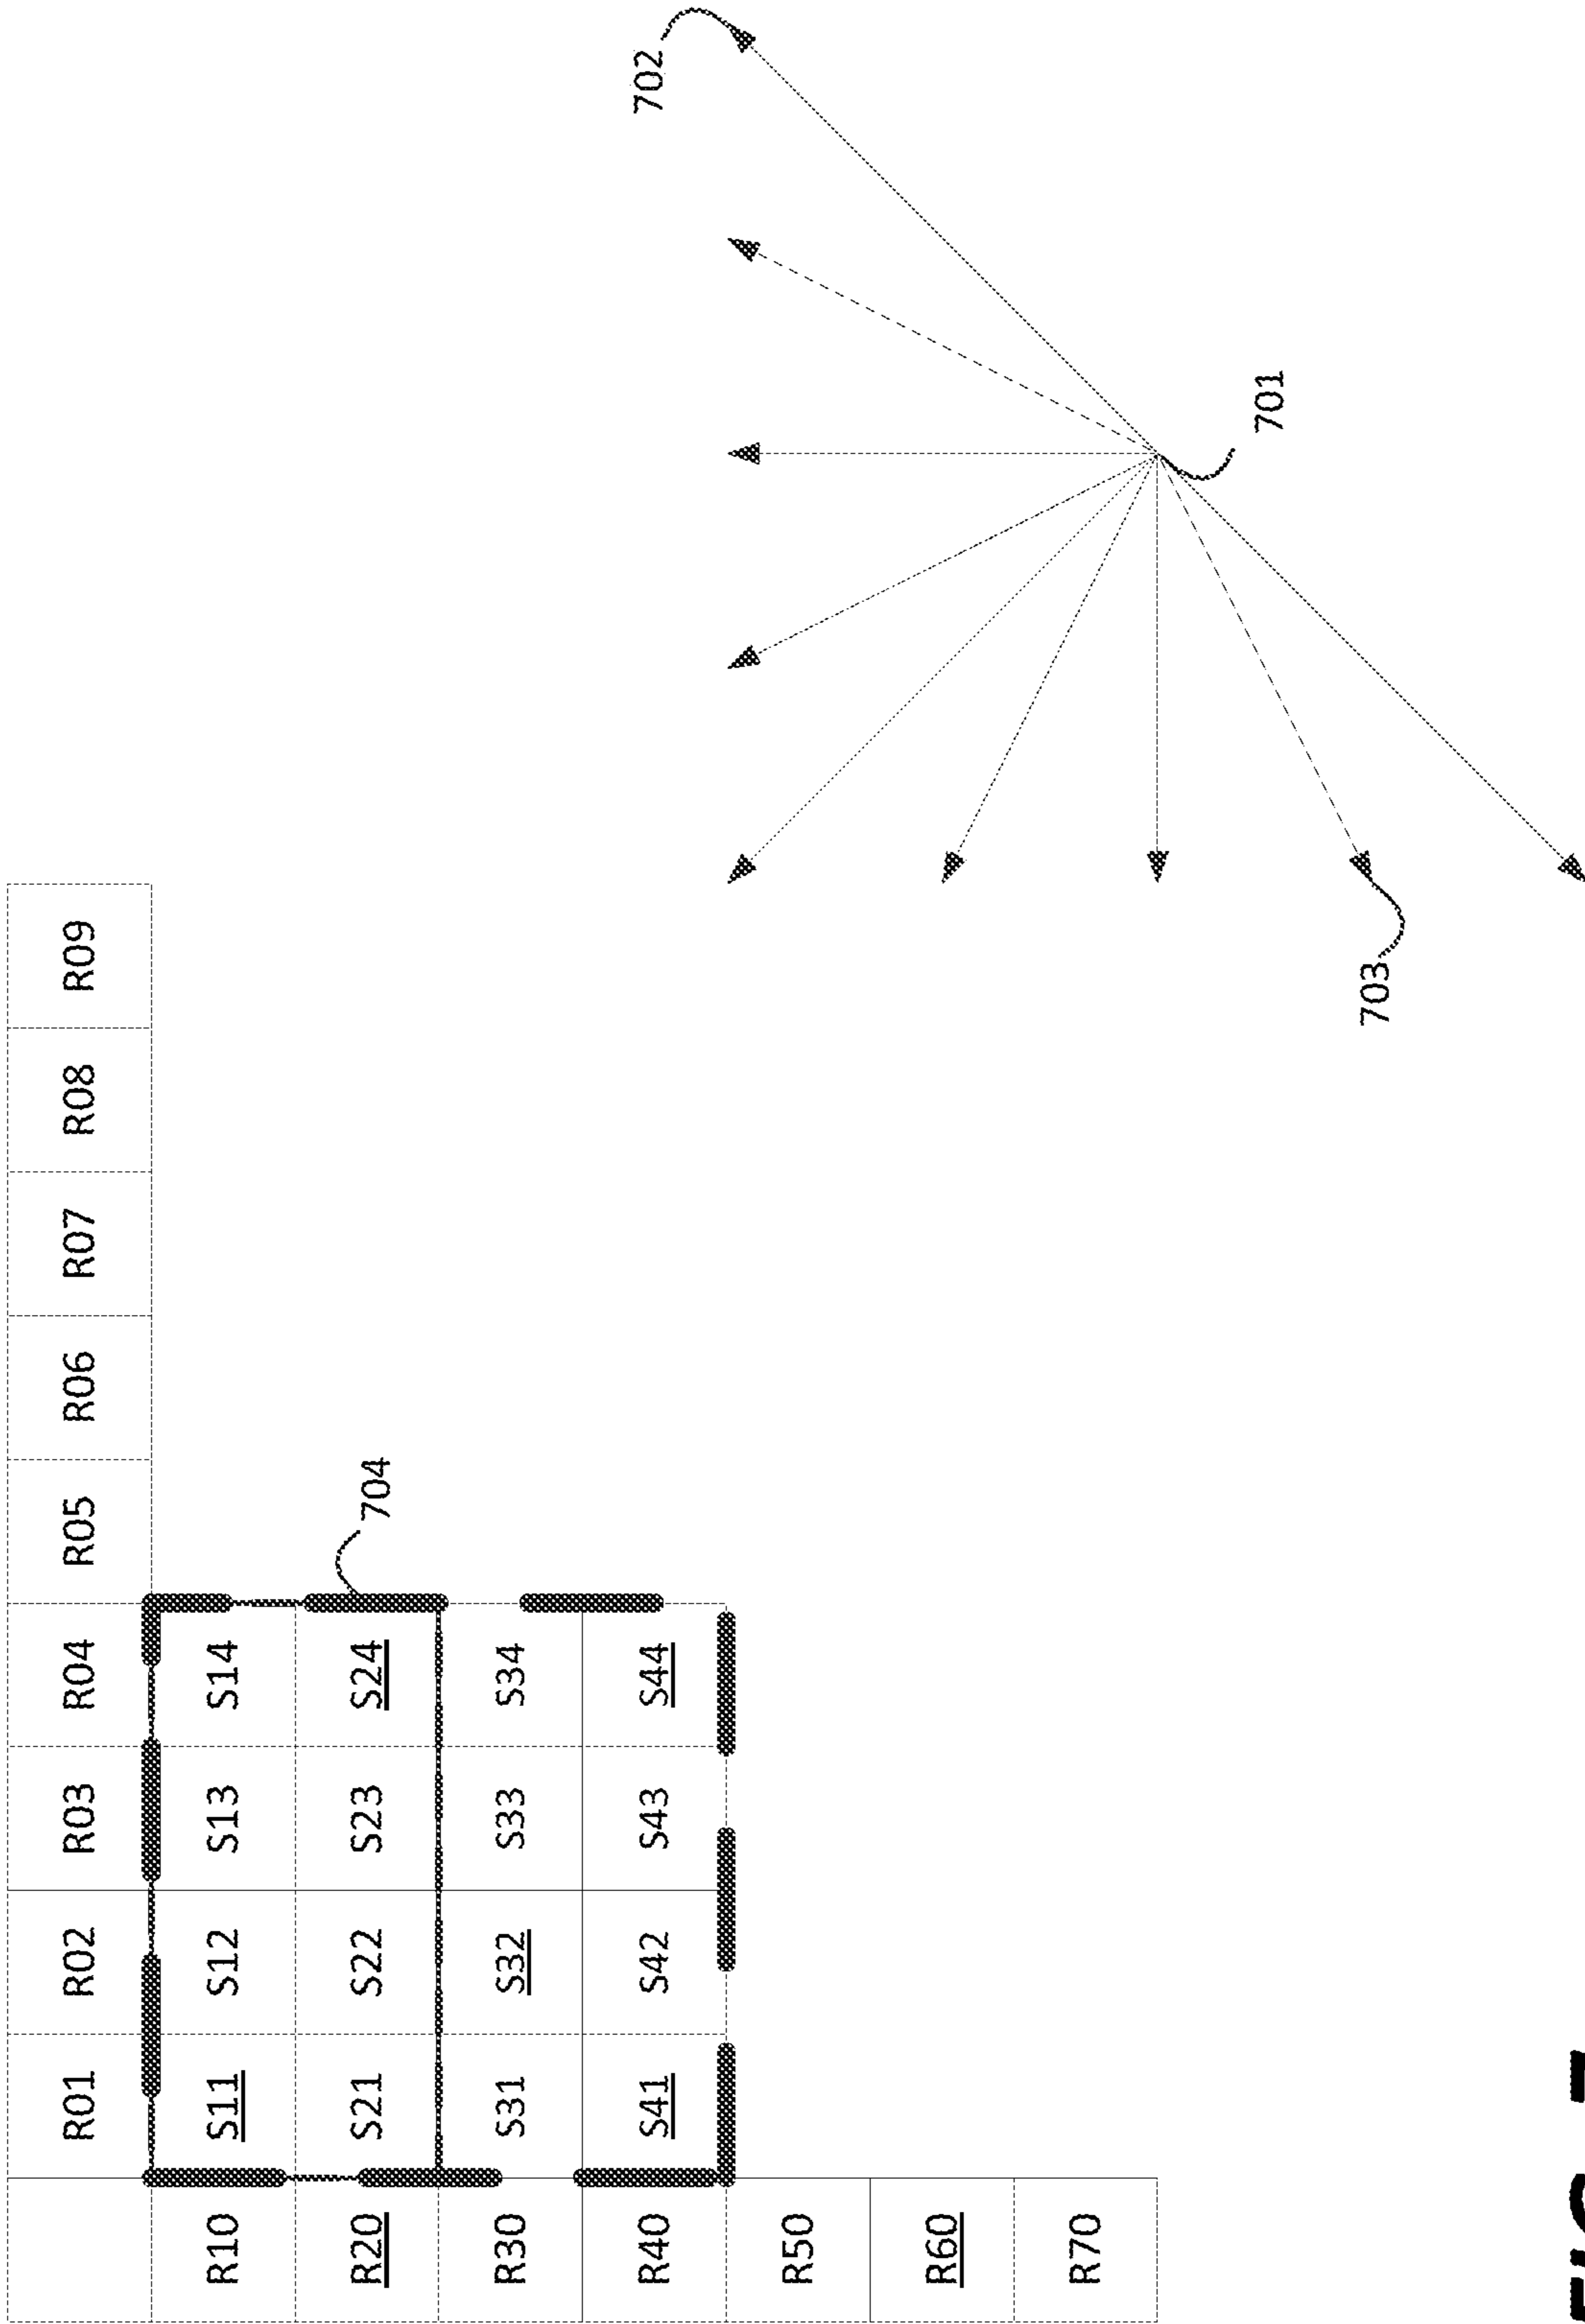 R01 R02 R03 R04 R05 R06 R07 R08 R09
R10 S11 S12 S13 S14
R20 S21 S22 S23 S24
704
R30 S31 S32 S33 S34
R40 S41 S42 S43 S44
R50
R60
R70
702
701
703